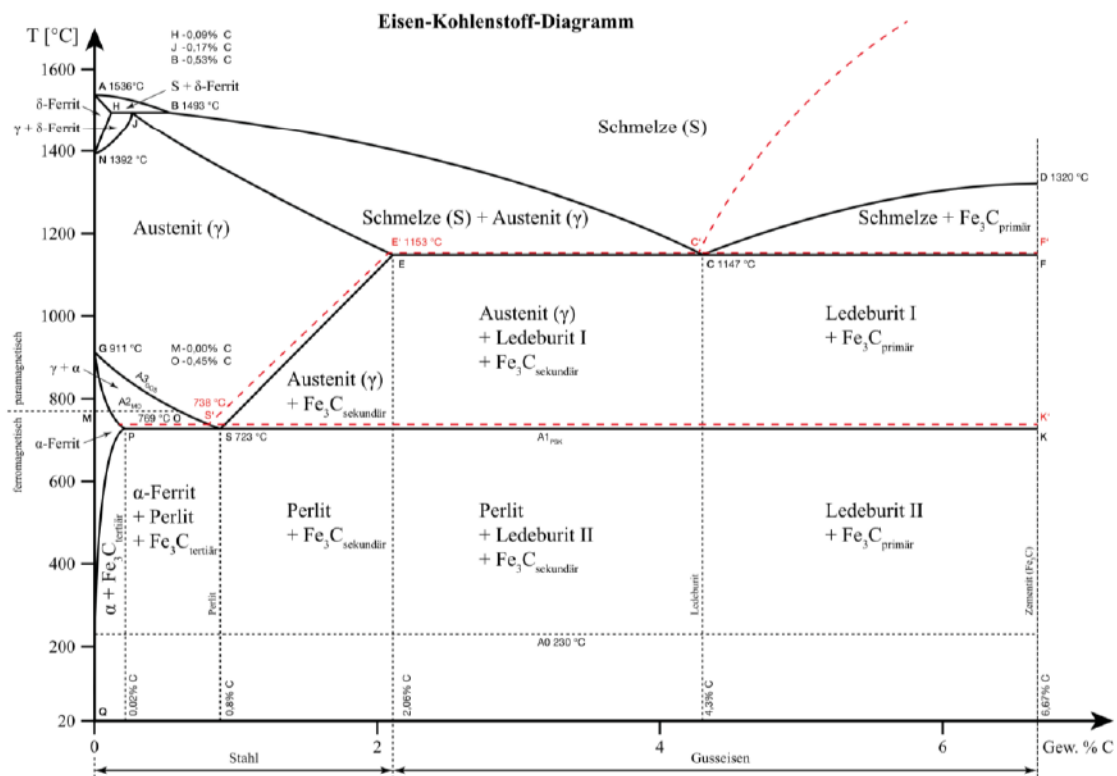 Eisen-Kohlenstoff-Diagramm
T [°C]
H -0,09% C
J -0,17% C
B -0,53% C
1600
A 1536°C
S + δ-Ferrit
δ-Ferrit
H
B 1493 °C
γ + δ-Ferrit
J
Schmelze (S)
1400
N 1392 °C
D 1320 °C
Austenit (γ)
Schmelze (S) + Austenit (γ)
Schmelze + Fe₃Cprimär
1200
E' 1153 °C
C'
F'
E
C 1147 °C
F
1000
Austenit (γ)
+ Ledeburit I
+ Fe₃Csekundär
Ledeburit I
+ Fe₃Cprimär
G 911 °C
M -0,00% C
O -0,45% C
γ + α
A3GOS
Austenit (γ)
+ Fe₃Csekundär
paramagnetisch
800
A2MO
738 °C
S'
M
769 °C
O
K'
α-Ferrit
P
S 723 °C
A1PSK
K
ferromagnetisch
600
α + Fe₃Ctertiär
α-Ferrit
+ Perlit
+ Fe₃Ctertiär
Perlit
+ Fe₃Csekundär
Perlit
+ Ledeburit II
+ Fe₃Csekundär
Ledeburit II
+ Fe₃Cprimär
400
Perlit
Ledeburit
Zementit (Fe₃C)
200
A0 230 °C
Q
0,02% C
0,8% C
2,06% C
4,3% C
6,67% C
20
0
2
4
6
Gew. % C
Stahl
Gusseisen